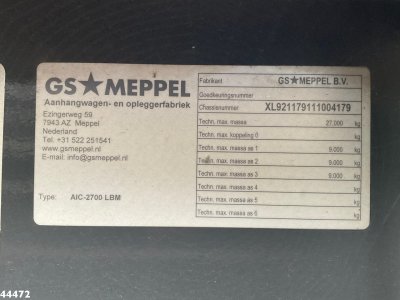 GS★MEPPEL
Aanhangwagen- en opleggerfabriek
Ezingerweg 59
7943 AZ Meppel
Nederland
Tel. +31 522 251541
www.gsmeppel.nl
E-mail: info@gsmeppel.nl
Type: AIC-2700 LBM
Fabrikant GS★MEPPEL B.V.
Goedkeuringsnummer
Chassisnummer XL921179111004179
Techn. max. massa 27.000 kg
Techn. max. koppeling 0 kg
Techn. max. massa as 1 9.000 kg
Techn. max. massa as 2 9.000 kg
Techn. max. massa as 3 9.000 kg
Techn. max. massa as 4 kg
Techn. max. massa as 5 kg
Techn. max. massa as 6 kg
44472